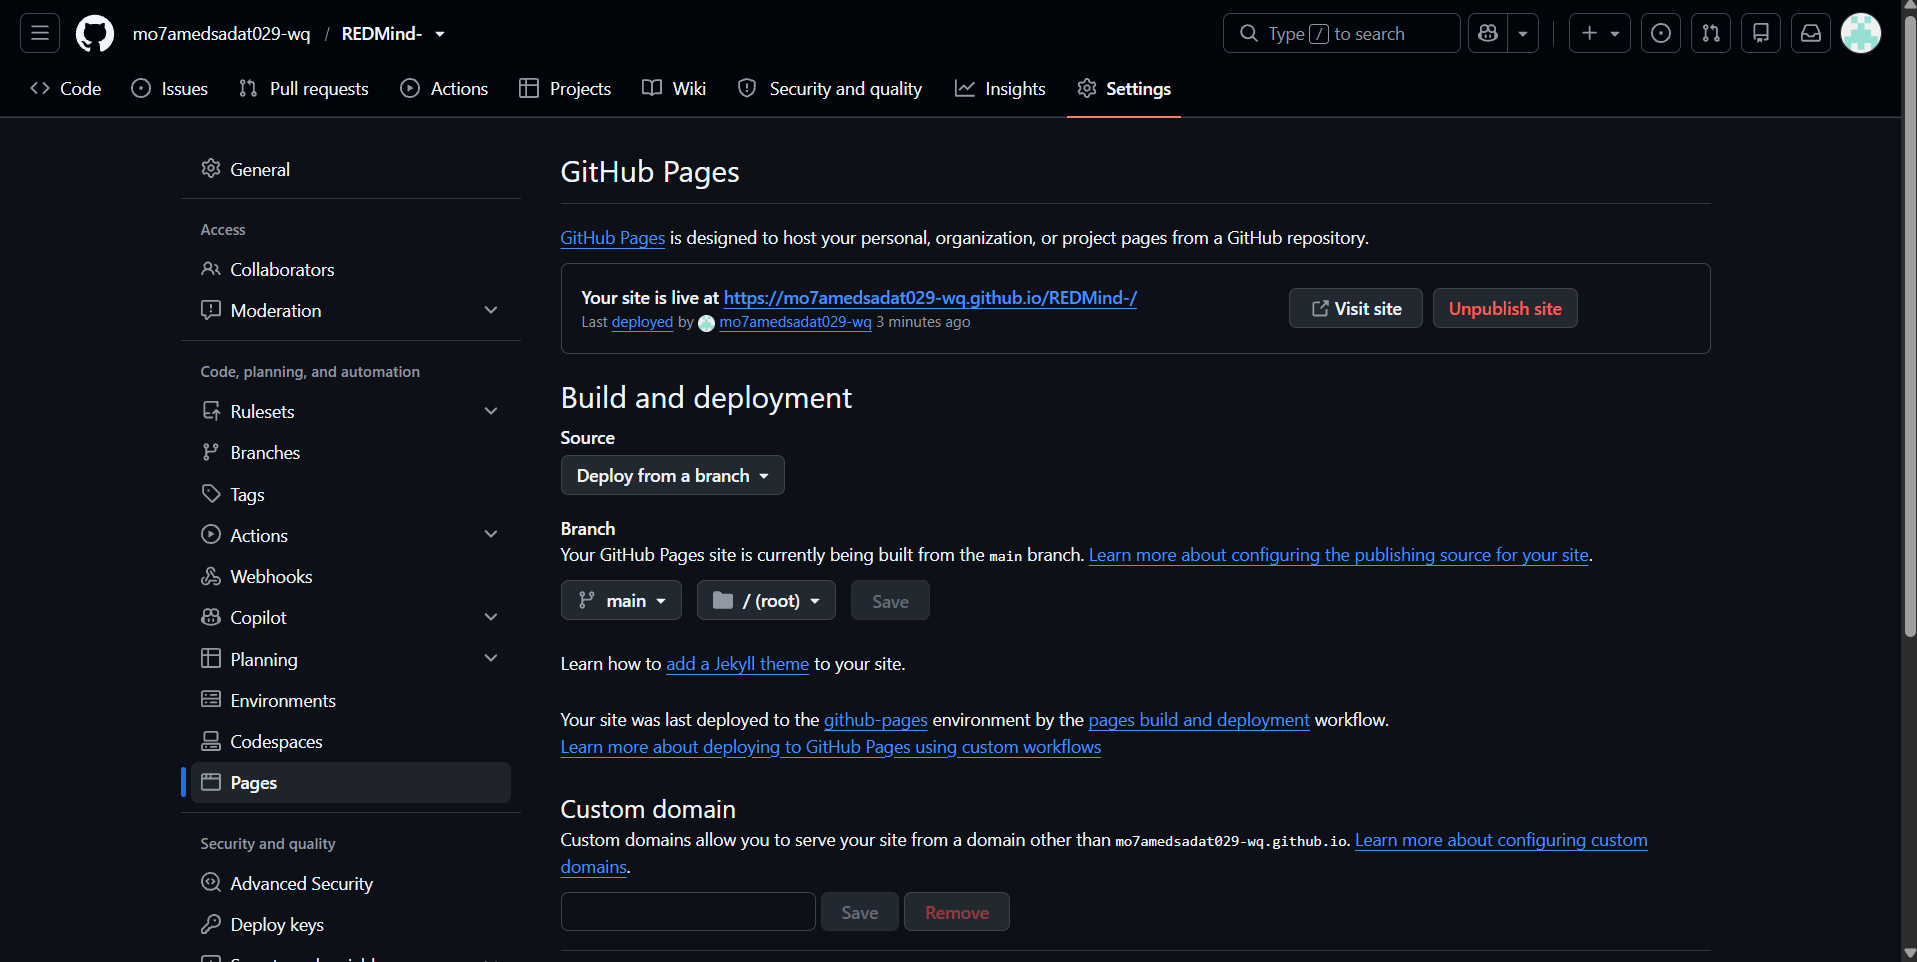 mo7amedsadat029-wq / REDMind-
Type / to search
Code
Issues
Pull requests
Actions
Projects
Wiki
Security and quality
Insights
Settings
General
Access
Collaborators
Moderation
Code, planning, and automation
Rulesets
Branches
Tags
Actions
Webhooks
Copilot
Planning
Environments
Codespaces
Pages
Security and quality
Advanced Security
Deploy keys
GitHub Pages
GitHub Pages is designed to host your personal, organization, or project pages from a GitHub repository.
Your site is live at https://mo7amedsadat029-wq.github.io/REDMind-/
Last deployed by mo7amedsadat029-wq 3 minutes ago
Visit site
Unpublish site
Build and deployment
Source
Deploy from a branch
Branch
Your GitHub Pages site is currently being built from the main branch. Learn more about configuring the publishing source for your site.
main
/ (root)
Save
Learn how to add a Jekyll theme to your site.
Your site was last deployed to the github-pages environment by the pages build and deployment workflow.
Learn more about deploying to GitHub Pages using custom workflows
Custom domain
Custom domains allow you to serve your site from a domain other than mo7amedsadat029-wq.github.io. Learn more about configuring custom
domains.
Save
Remove